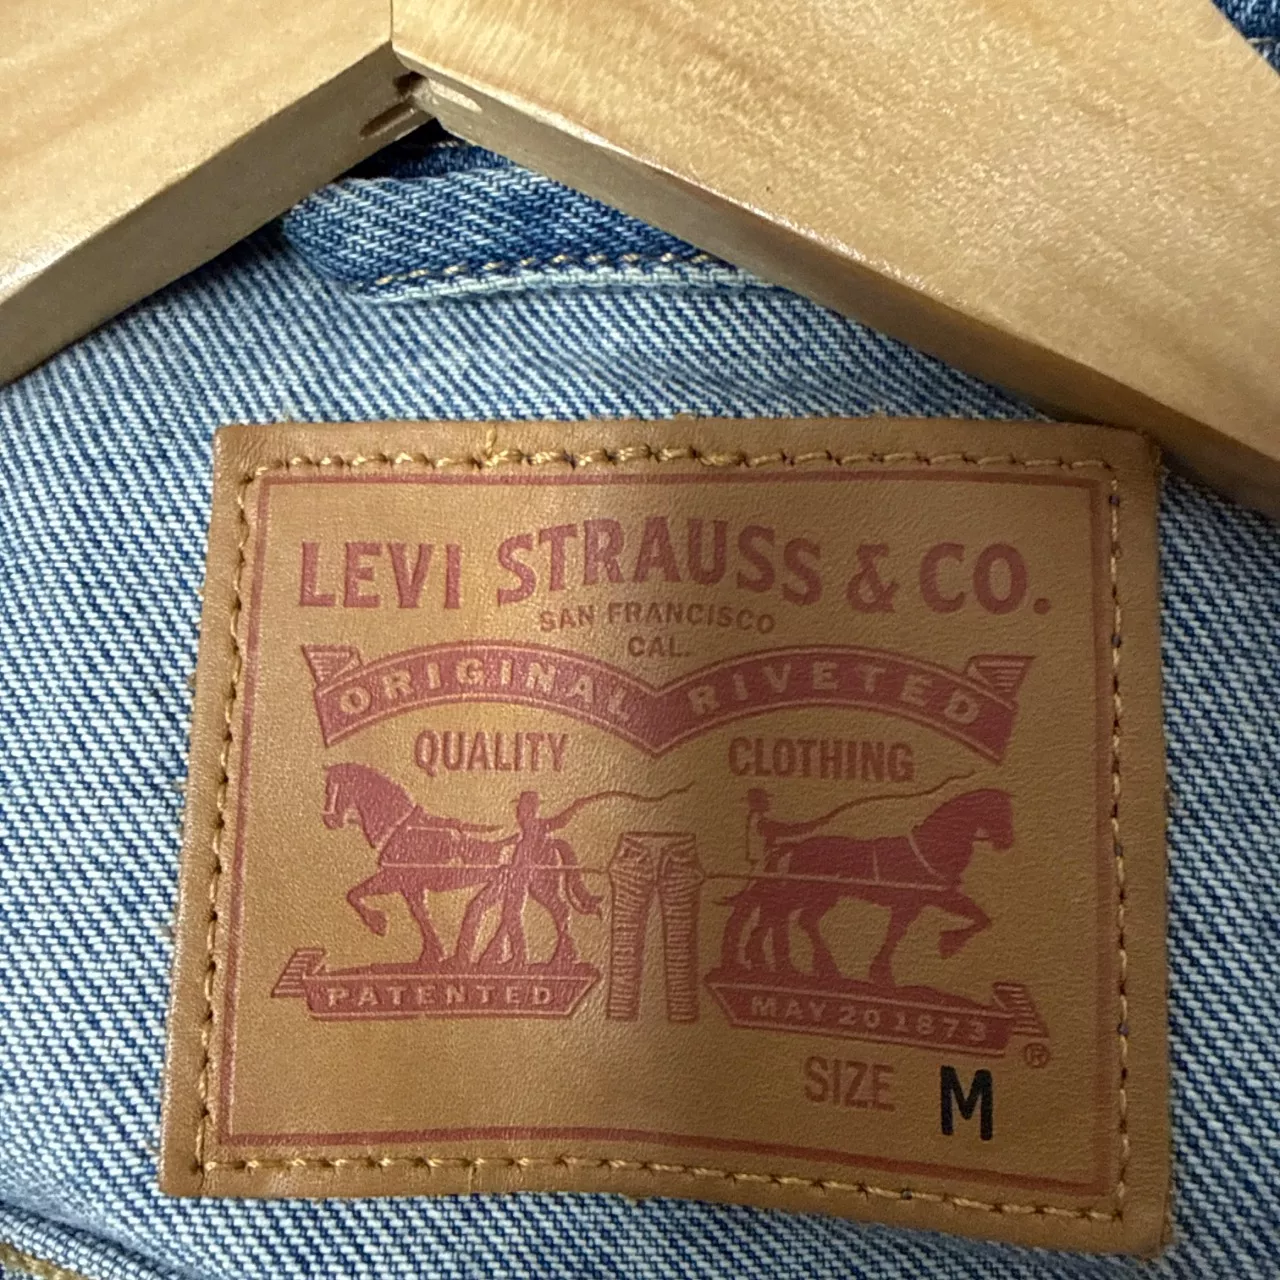 LEVI STRAUSS & CO.
SAN FRANCISCO
CAL.
ORIGINAL RIVETED
QUALITY CLOTHING
PATENTED MAY 20 1873
®
SIZE M